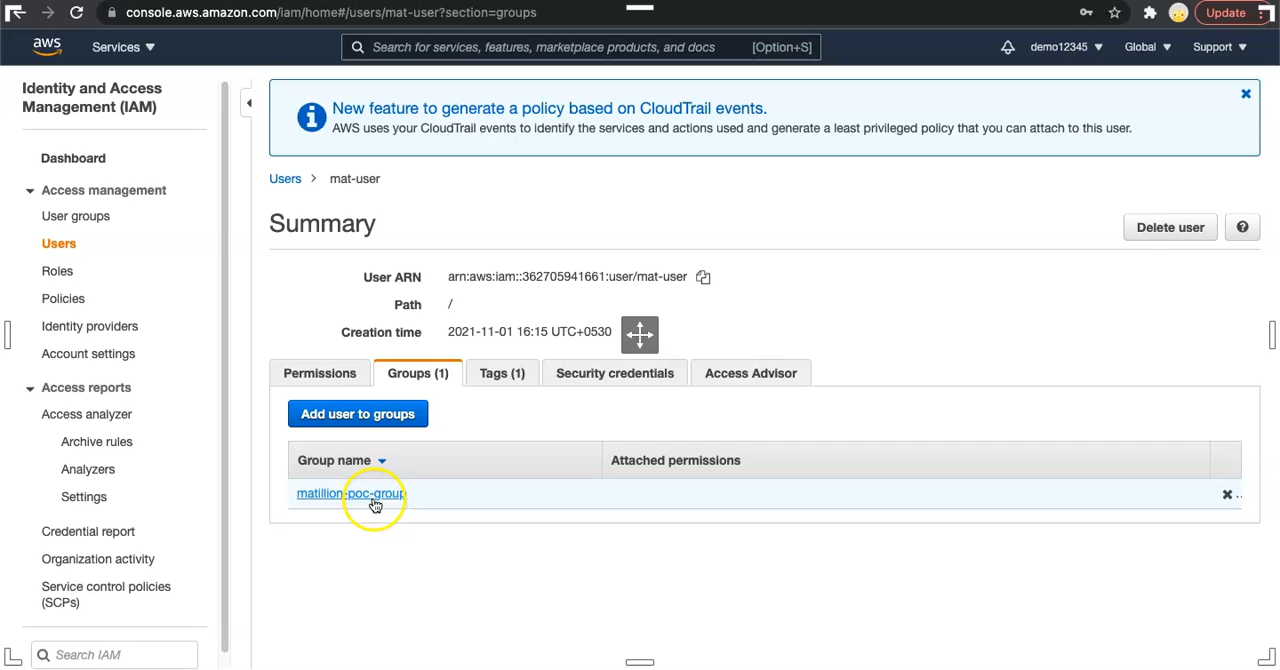 console.aws.amazon.com/iam/home#/users/mat-user?section=groups
Update
aws
Services
Search for services, features, marketplace products, and docs [Option+S]
demo12345
Global
Support
Identity and Access
Management (IAM)
Dashboard
Access management
User groups
Users
Roles
Policies
Identity providers
Account settings
Access reports
Access analyzer
Archive rules
Analyzers
Settings
Credential report
Organization activity
Service control policies
(SCPs)
Search IAM
New feature to generate a policy based on CloudTrail events.
AWS uses your CloudTrail events to identify the services and actions used and generate a least privileged policy that you can attach to this user.
Users > mat-user
Summary
Delete user
User ARN arn:aws:iam::362705941661:user/mat-user
Path /
Creation time 2021-11-01 16:15 UTC+0530
Permissions Groups (1) Tags (1) Security credentials Access Advisor
Add user to groups
Group name Attached permissions
matillion-poc-group